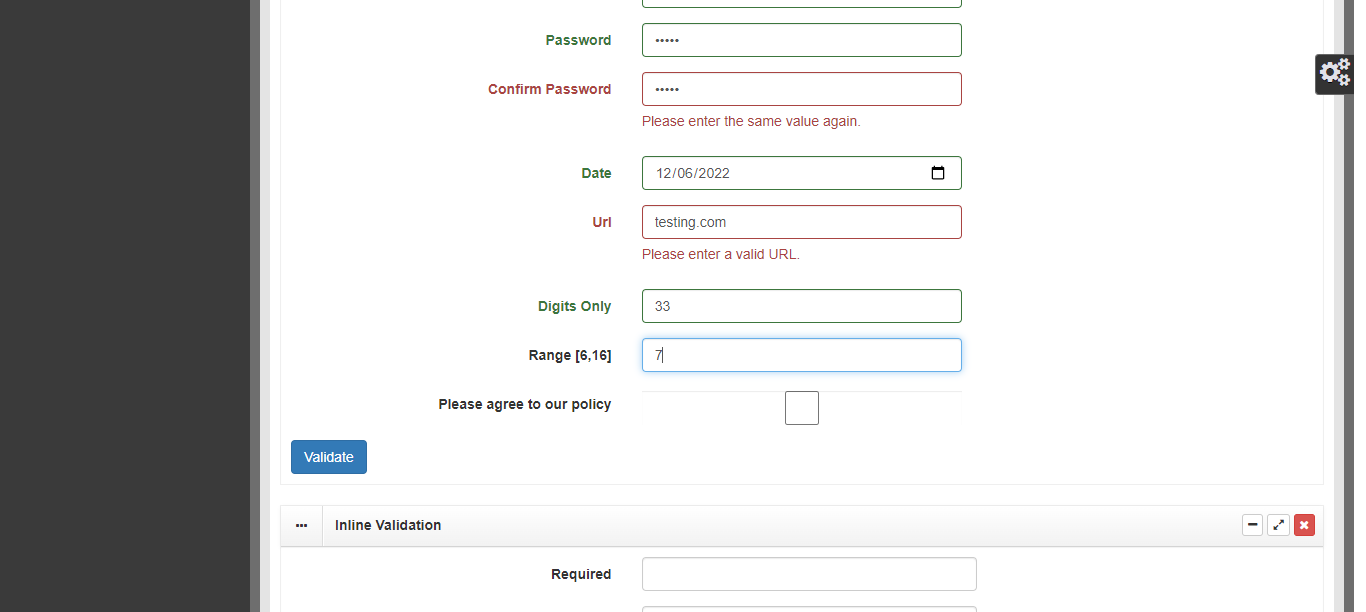 Password
•••••
Confirm Password
•••••
Please enter the same value again.
Date
12/06/2022
Url
testing.com
Please enter a valid URL.
Digits Only
33
Range [6,16]
7
Please agree to our policy
Validate
Inline Validation
Required